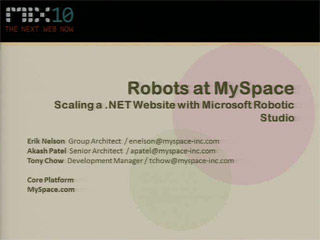 MIX10
THE NEXT WEB NOW
Robots at MySpace
Scaling a .NET Website with Microsoft Robotic
Studio
Erik Nelson Group Architect / enelson@myspace-inc.com
Akash Patel Senior Architect / apatel@myspace-inc.com
Tony Chow: Development Manager / tchow@myspace-inc.com
Core Platform
MySpace.com